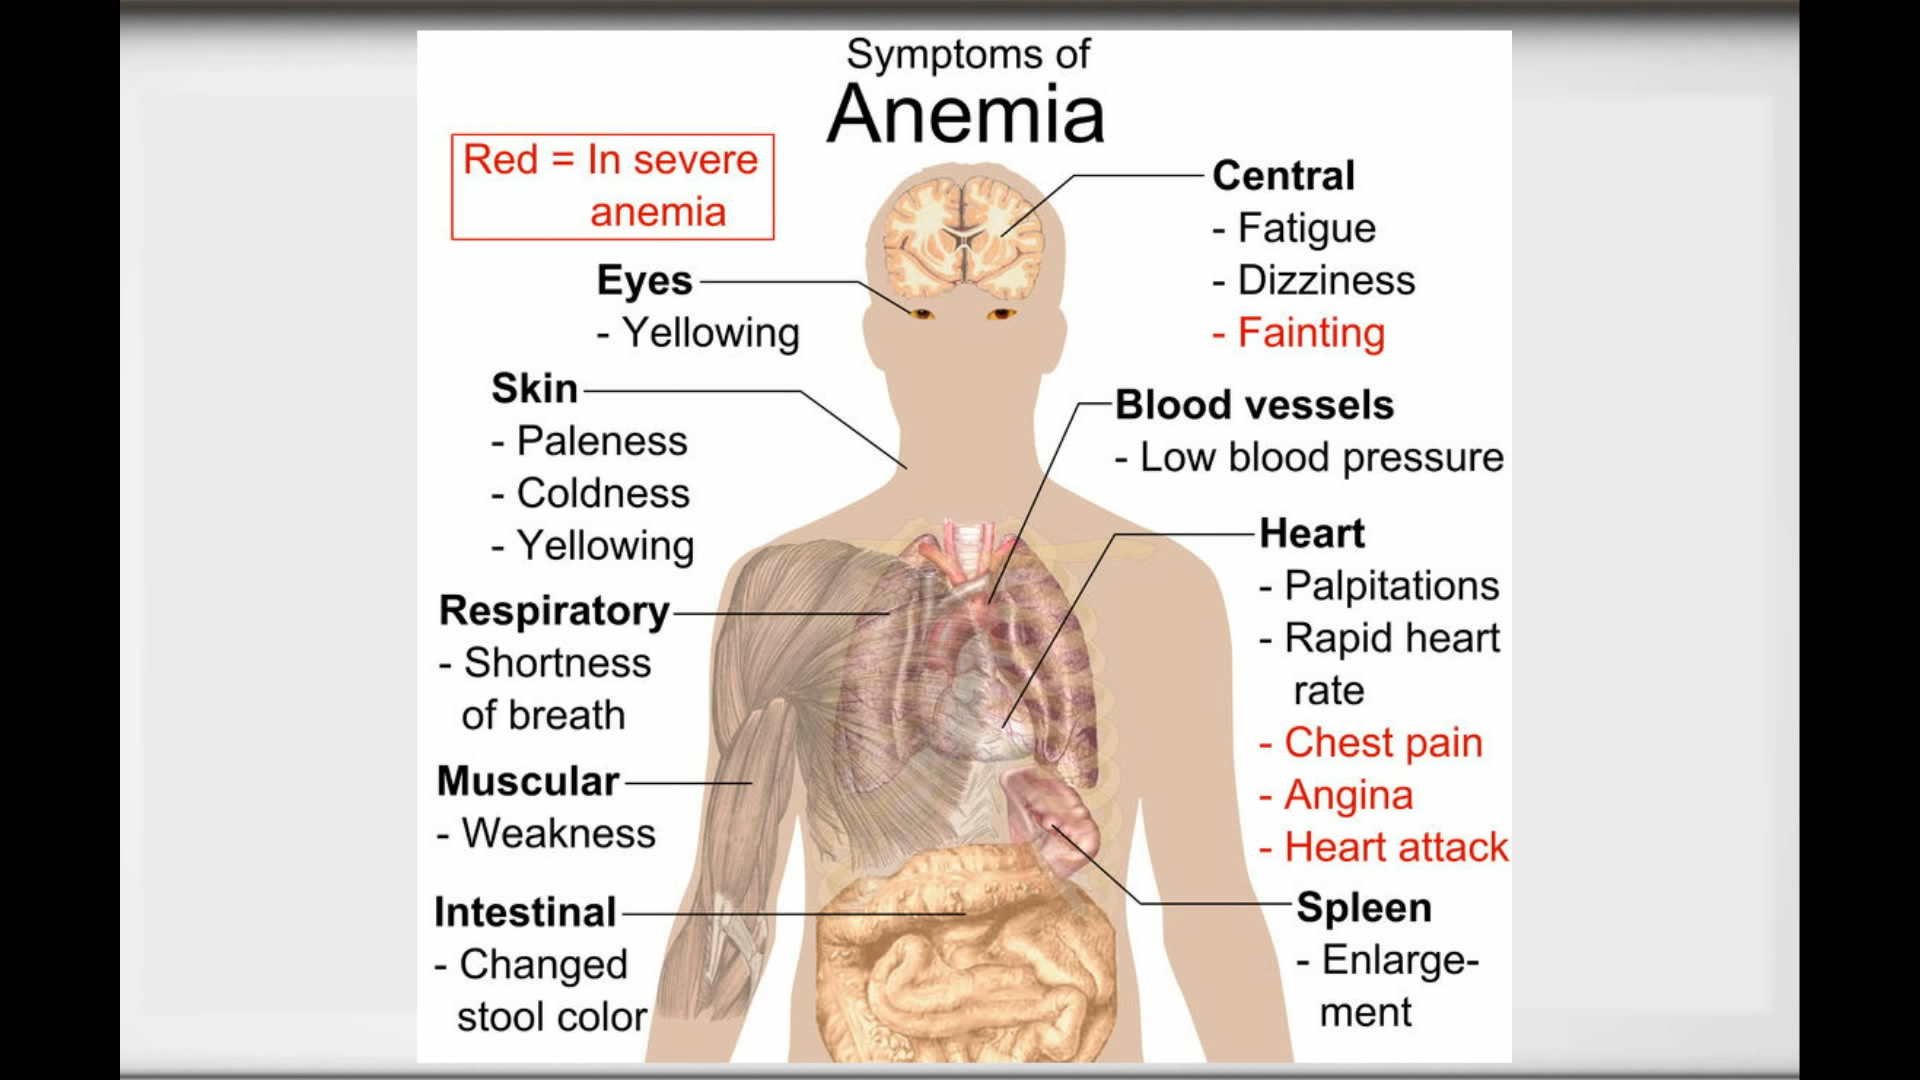 Symptoms of
Anemia
Red = In severe
anemia
Central
- Fatigue
- Dizziness
- Fainting
Eyes
- Yellowing
Skin
- Paleness
- Coldness
- Yellowing
Blood vessels
- Low blood pressure
Heart
- Palpitations
- Rapid heart
rate
- Chest pain
- Angina
- Heart attack
Respiratory
- Shortness
of breath
Muscular
- Weakness
Intestinal
- Changed
stool color
Spleen
- Enlarge-
ment